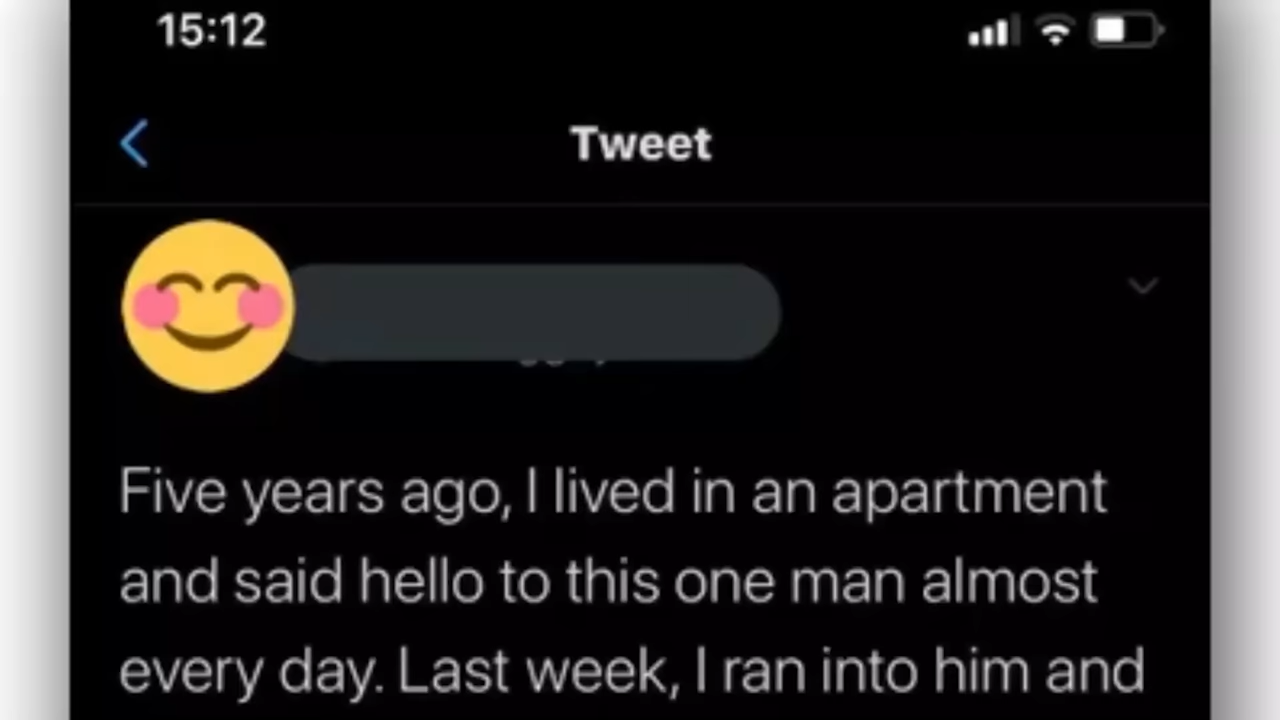 15:12
Tweet
Five years ago, I lived in an apartment
and said hello to this one man almost
every day. Last week, I ran into him and